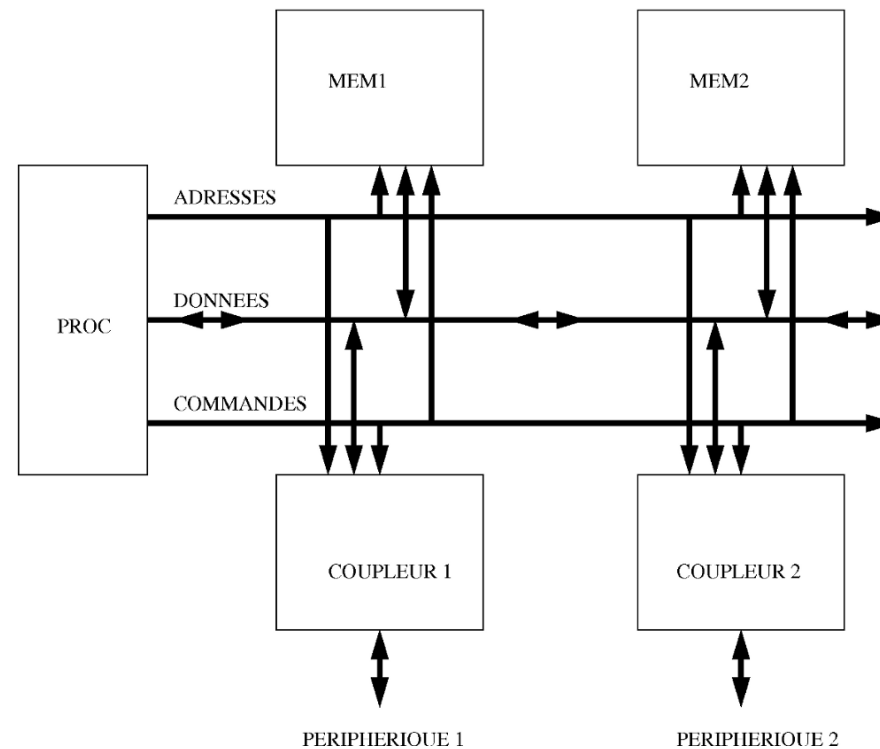 MEM1
MEM2
ADRESSES
DONNEES
PROC
COMMANDES
COUPLEUR 1
COUPLEUR 2
PERIPHERIQUE 1
PERIPHERIQUE 2